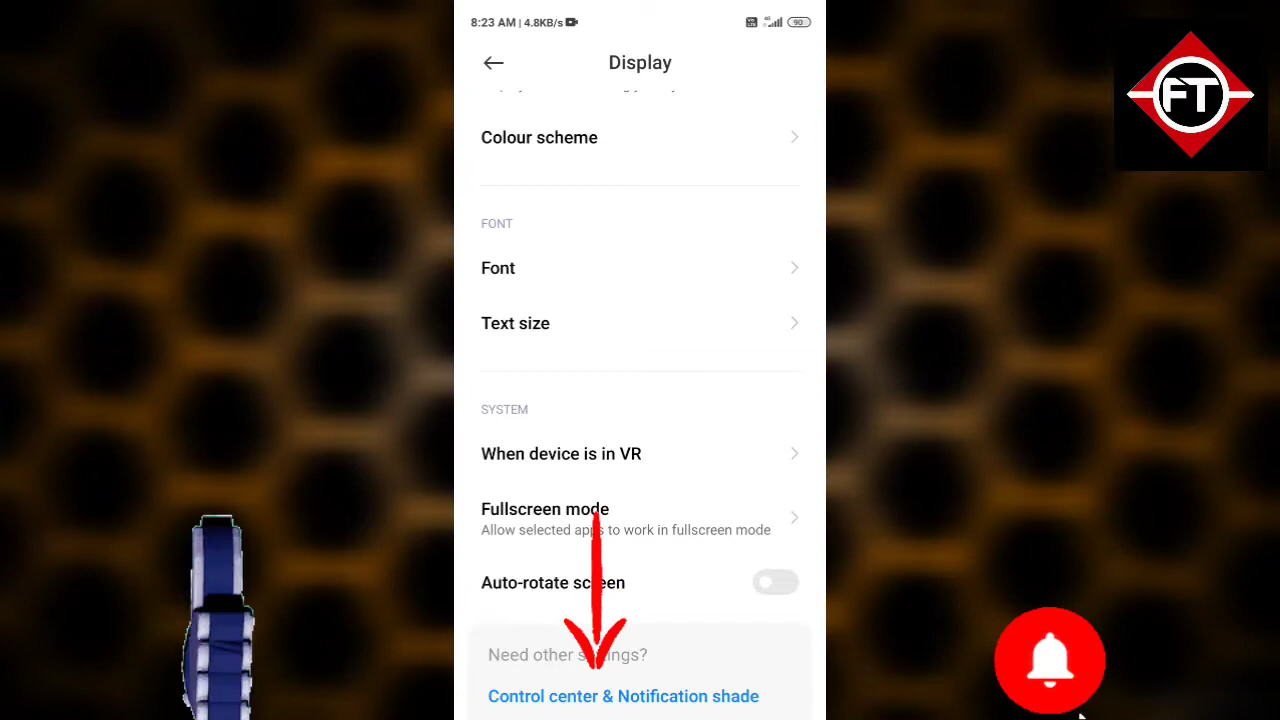 8:23 AM | 4.8KB/s
90
Display
Colour scheme
FONT
Font
Text size
SYSTEM
When device is in VR
Fullscreen mode
Allow selected apps to work in fullscreen mode
Auto-rotate screen
Need other settings?
Control center & Notification shade
FT